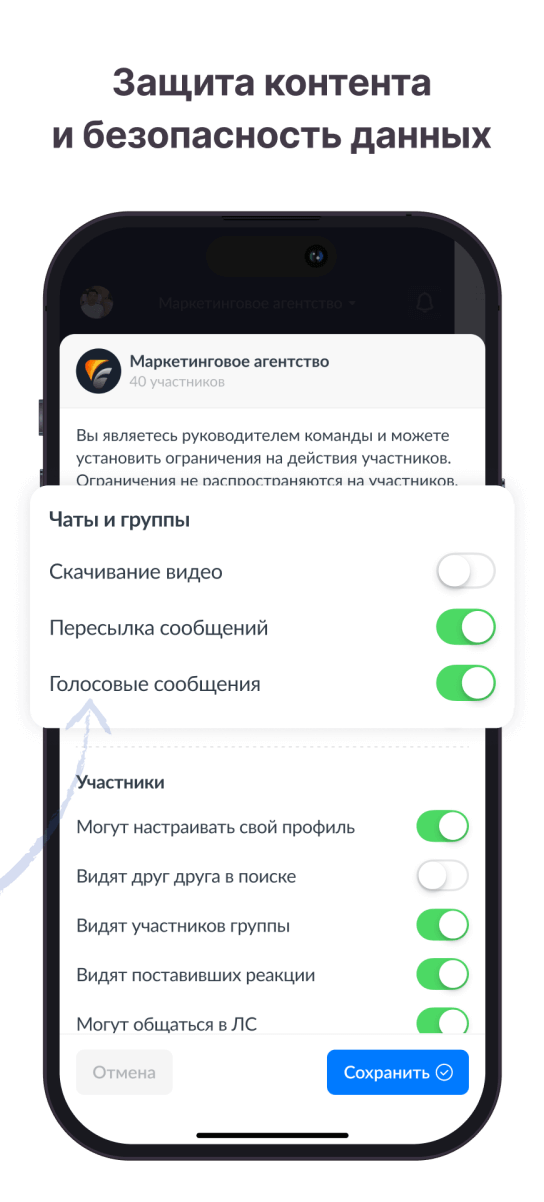 Защита контента
и безопасность данных
Маркетинговое агентство
Маркетинговое агентство
40 участников
Вы являетесь руководителем команды и можете
установить ограничения на действия участников.
Ограничения не распространяются на участников,
Чаты и группы
Скачивание видео
Пересылка сообщений
Голосовые сообщения
Участники
Могут настраивать свой профиль
Видят друг друга в поиске
Видят участников группы
Видят поставивших реакции
Могут общаться в ЛС
Отмена
Сохранить